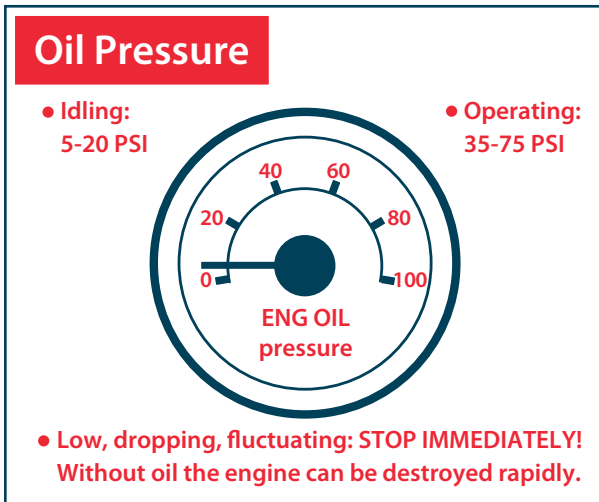 Oil Pressure
● Idling:
5-20 PSI
● Operating:
35-75 PSI
40
60
20
80
0
100
ENG OIL
pressure
● Low, dropping, fluctuating: STOP IMMEDIATELY!
Without oil the engine can be destroyed rapidly.